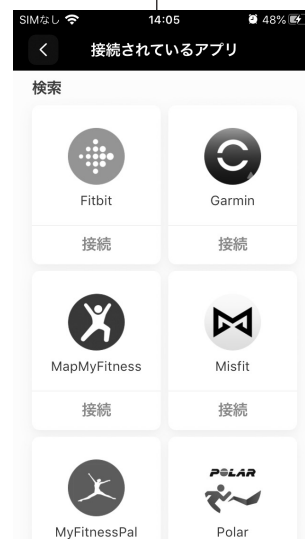 SIMなし 14:05 48%
接続されているアプリ
検索
Fitbit Garmin
接続 接続
MapMyFitness Misfit
接続 接続
POLAR
MyFitnessPal Polar